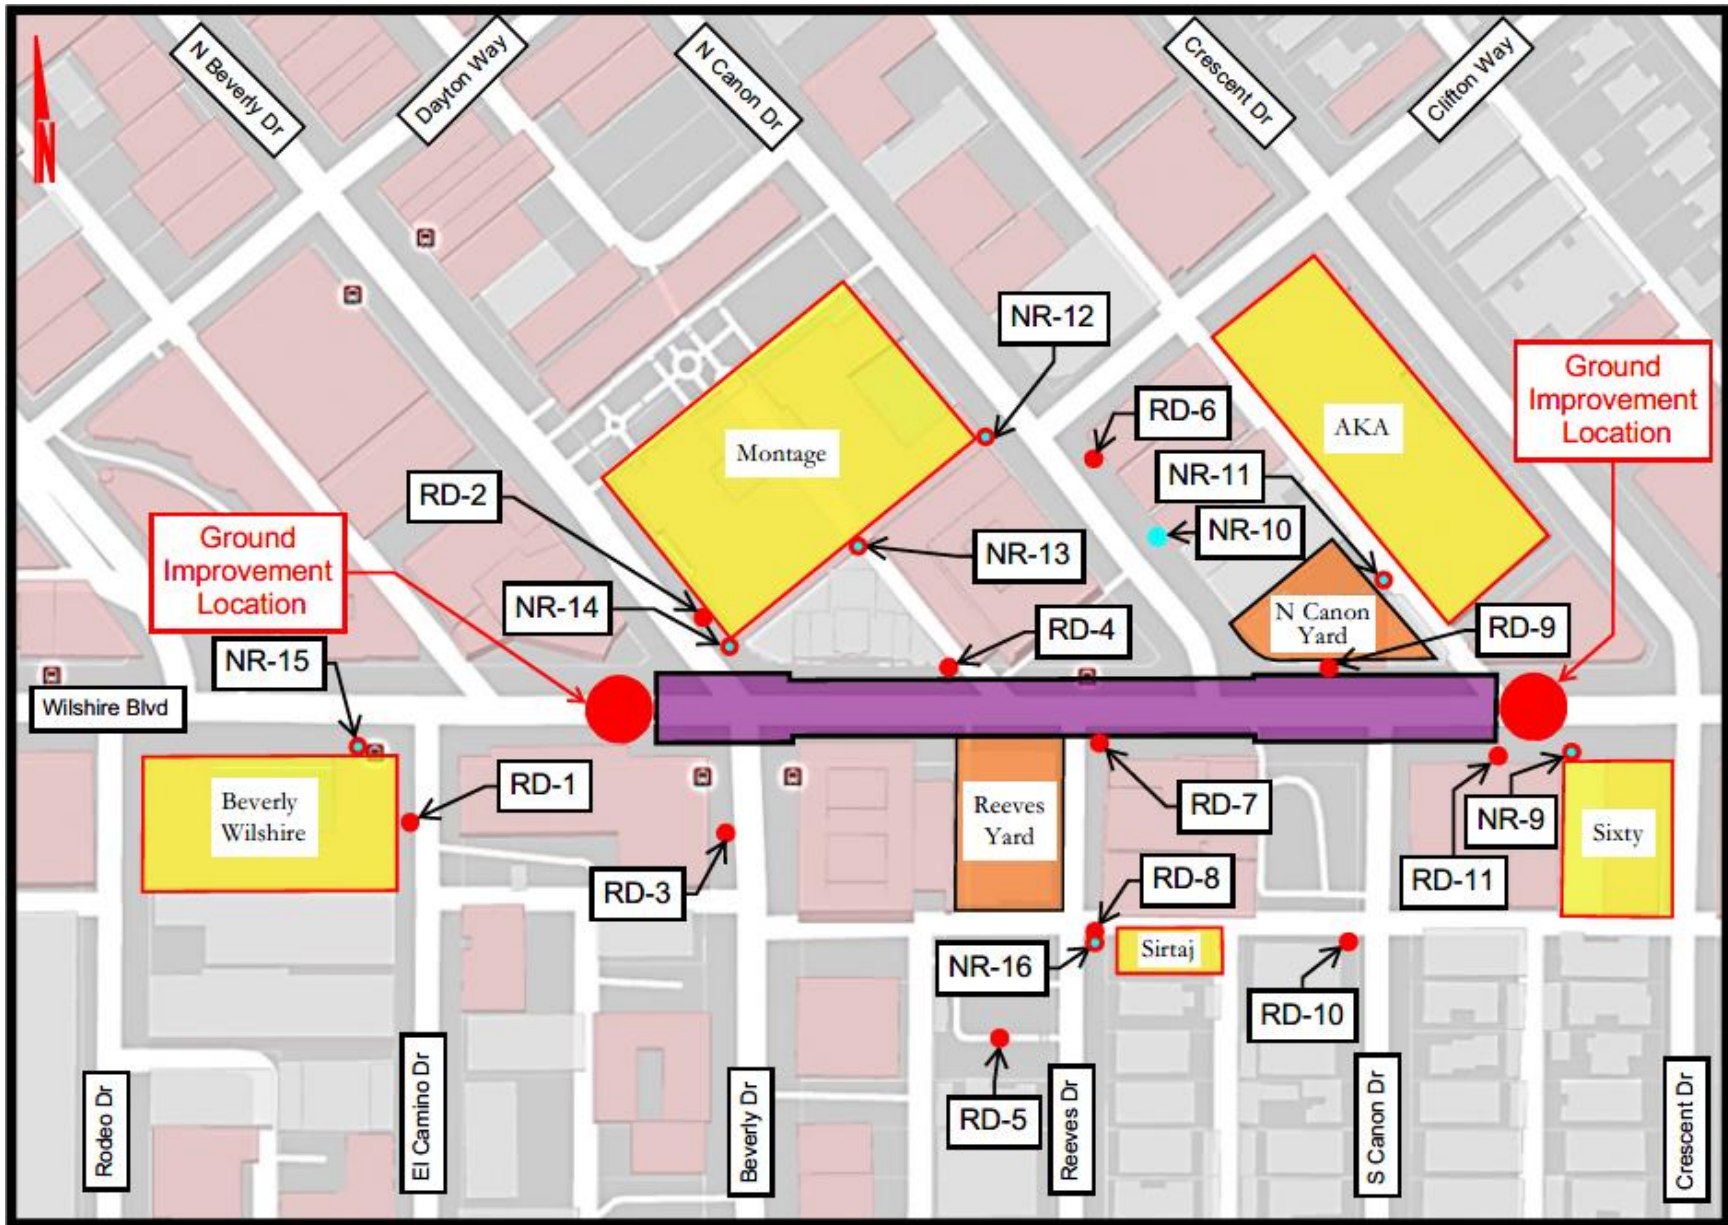 N Beverly Dr
Dayton Way
N Canon Dr
Crescent Dr
Clifton Way
N
NR-12
Ground
Improvement
Location
RD-6
AKA
Montage
NR-11
RD-2
NR-10
Ground
Improvement
Location
NR-13
NR-14
N Canon
Yard
RD-4
RD-9
NR-15
Wilshire Blvd
RD-1
Beverly
Wilshire
Reeves
Yard
RD-7
NR-9
Sixty
RD-3
RD-8
RD-11
Sirtaj
NR-16
RD-10
RD-5
Rodeo Dr
El Camino Dr
Beverly Dr
Reeves Dr
S Canon Dr
Crescent Dr